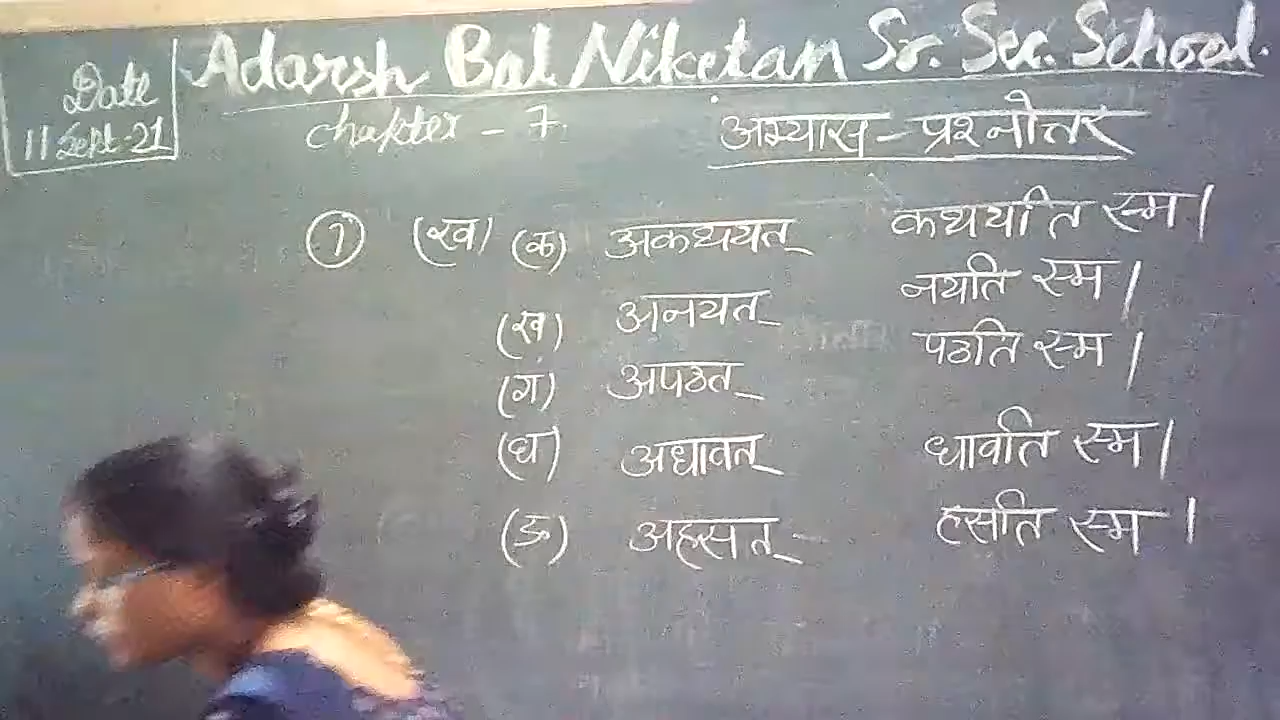 Adarsh Bal Niketan Sr. Sec. School.
Date
11 Sept-21
Chapter - 7.
अभ्यास - प्रश्नोत्तर
① (ख) (क) अकथयत् कथयति स्म।
(ख) अनयत् नयति स्म।
(ग) अपठत् पठति स्म।
(घ) अधावत् धावति स्म।
(ङ) अहसत् हसति स्म।